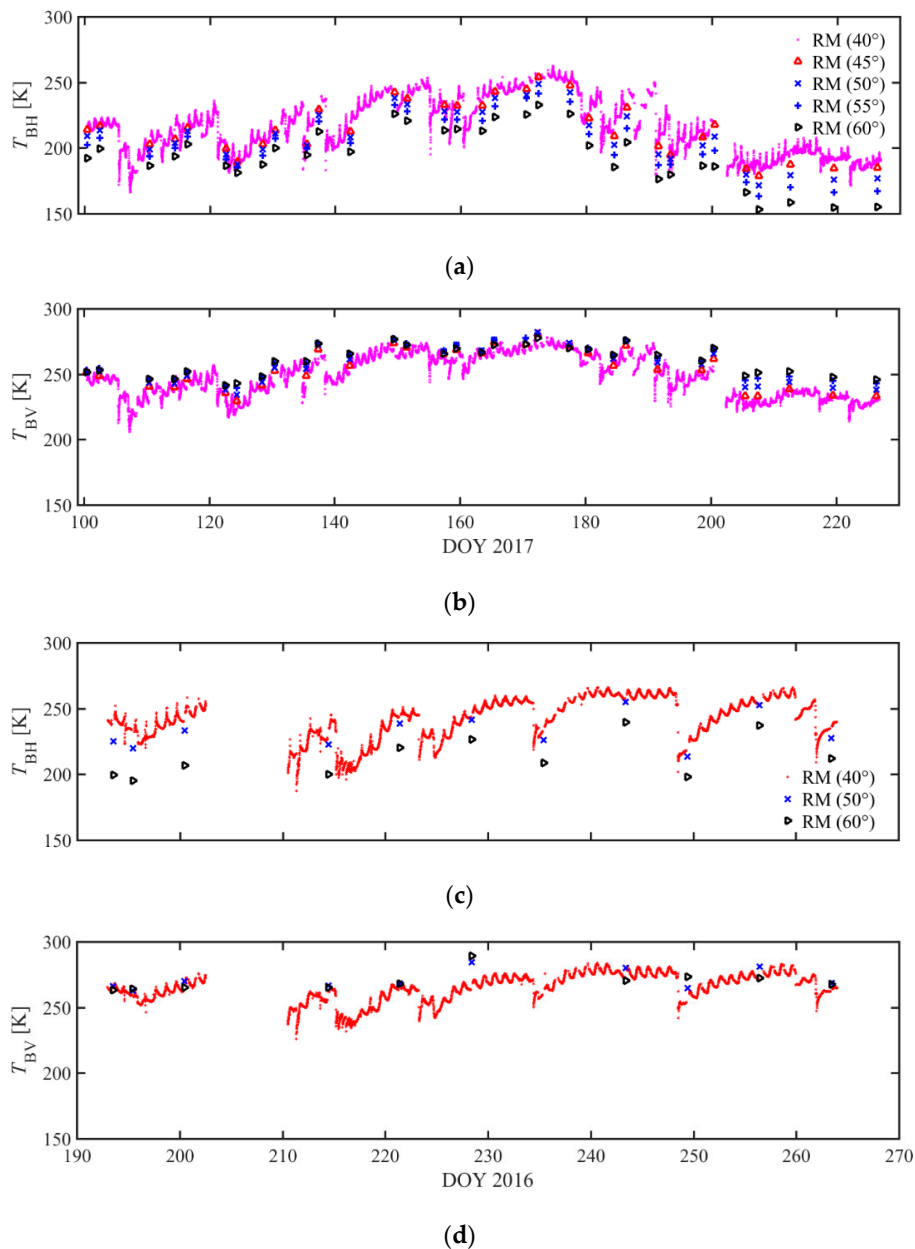 300
250
200
150
T_BH [K]
RM (40°)
RM (45°)
RM (50°)
RM (55°)
RM (60°)
(a)
300
250
200
150
T_BV [K]
100 120 140 160 180 200 220
DOY 2017
(b)
300
250
200
150
T_BH [K]
RM (40°)
RM (50°)
RM (60°)
(c)
300
250
200
150
T_BV [K]
190 200 210 220 230 240 250 260 270
DOY 2016
(d)